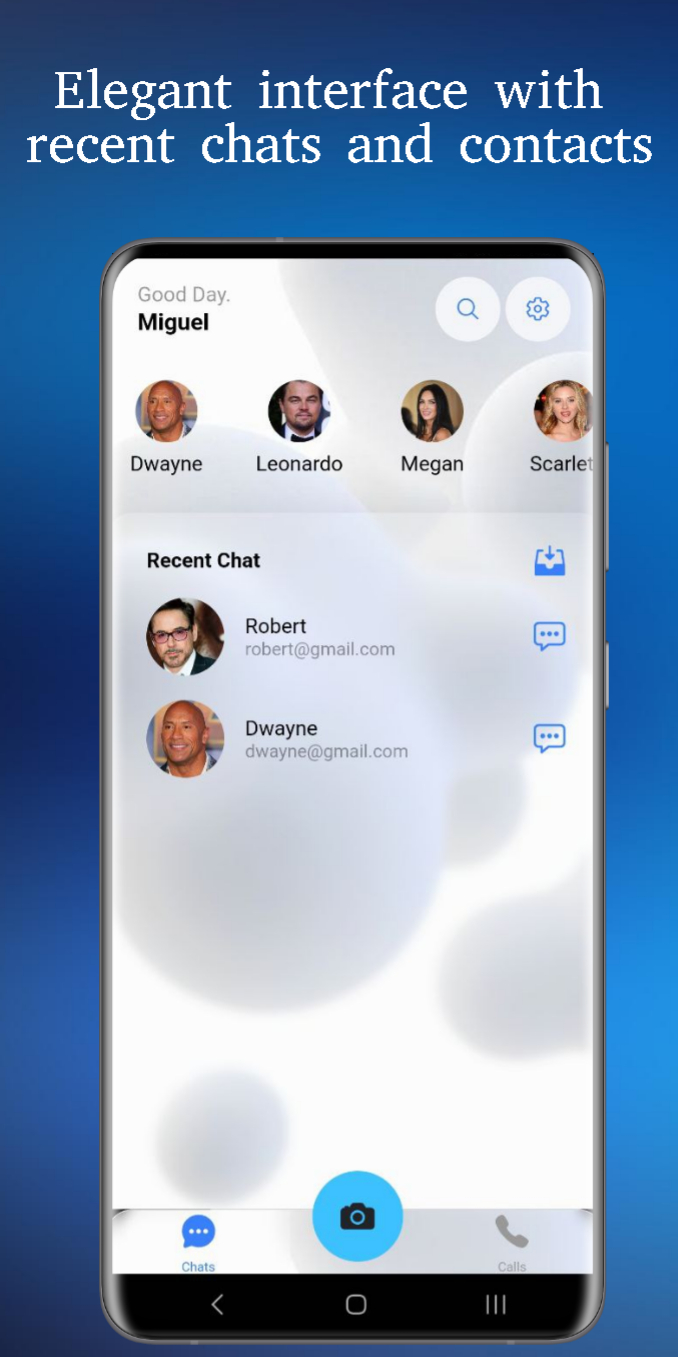 Elegant interface with
recent chats and contacts
Good Day.
Miguel
Dwayne
Leonardo
Megan
Scarlet
Recent Chat
Robert
robert@gmail.com
Dwayne
dwayne@gmail.com
Chats
Calls